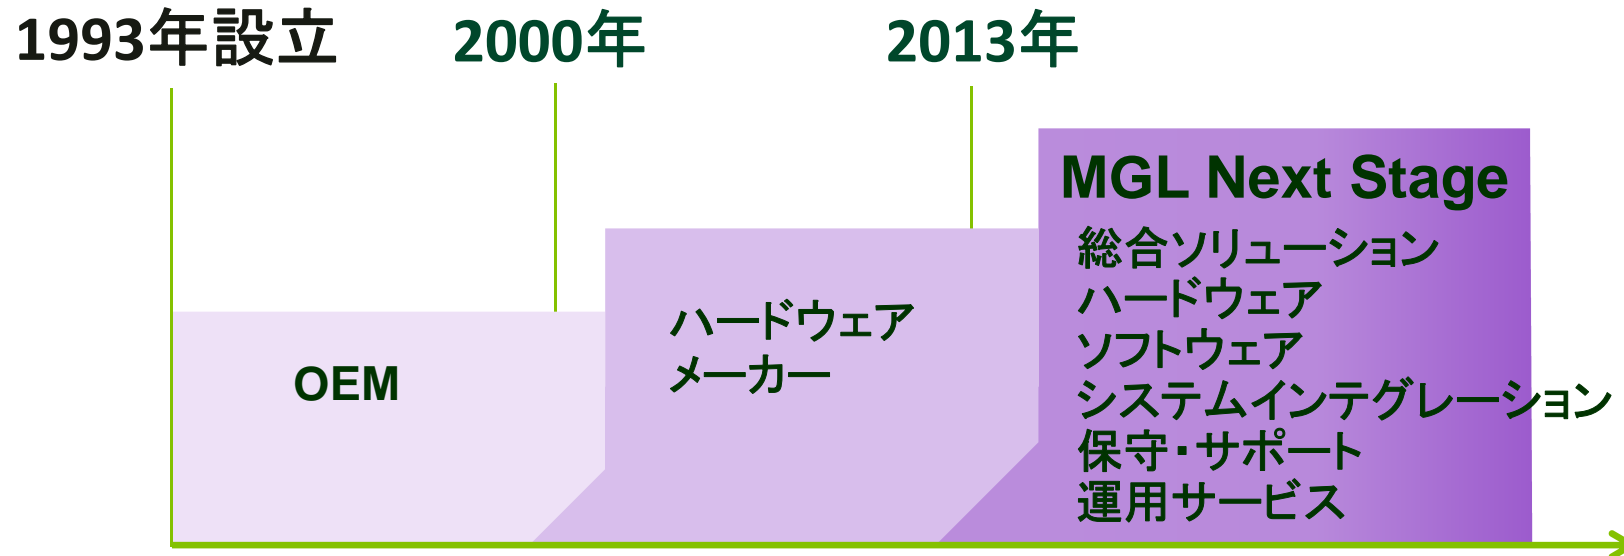 1993年設立
2000年
2013年
OEM
ハードウェア
メーカー
MGL Next Stage
総合ソリューション
ハードウェア
ソフトウェア
システムインテグレーション
保守・サポート
運用サービス